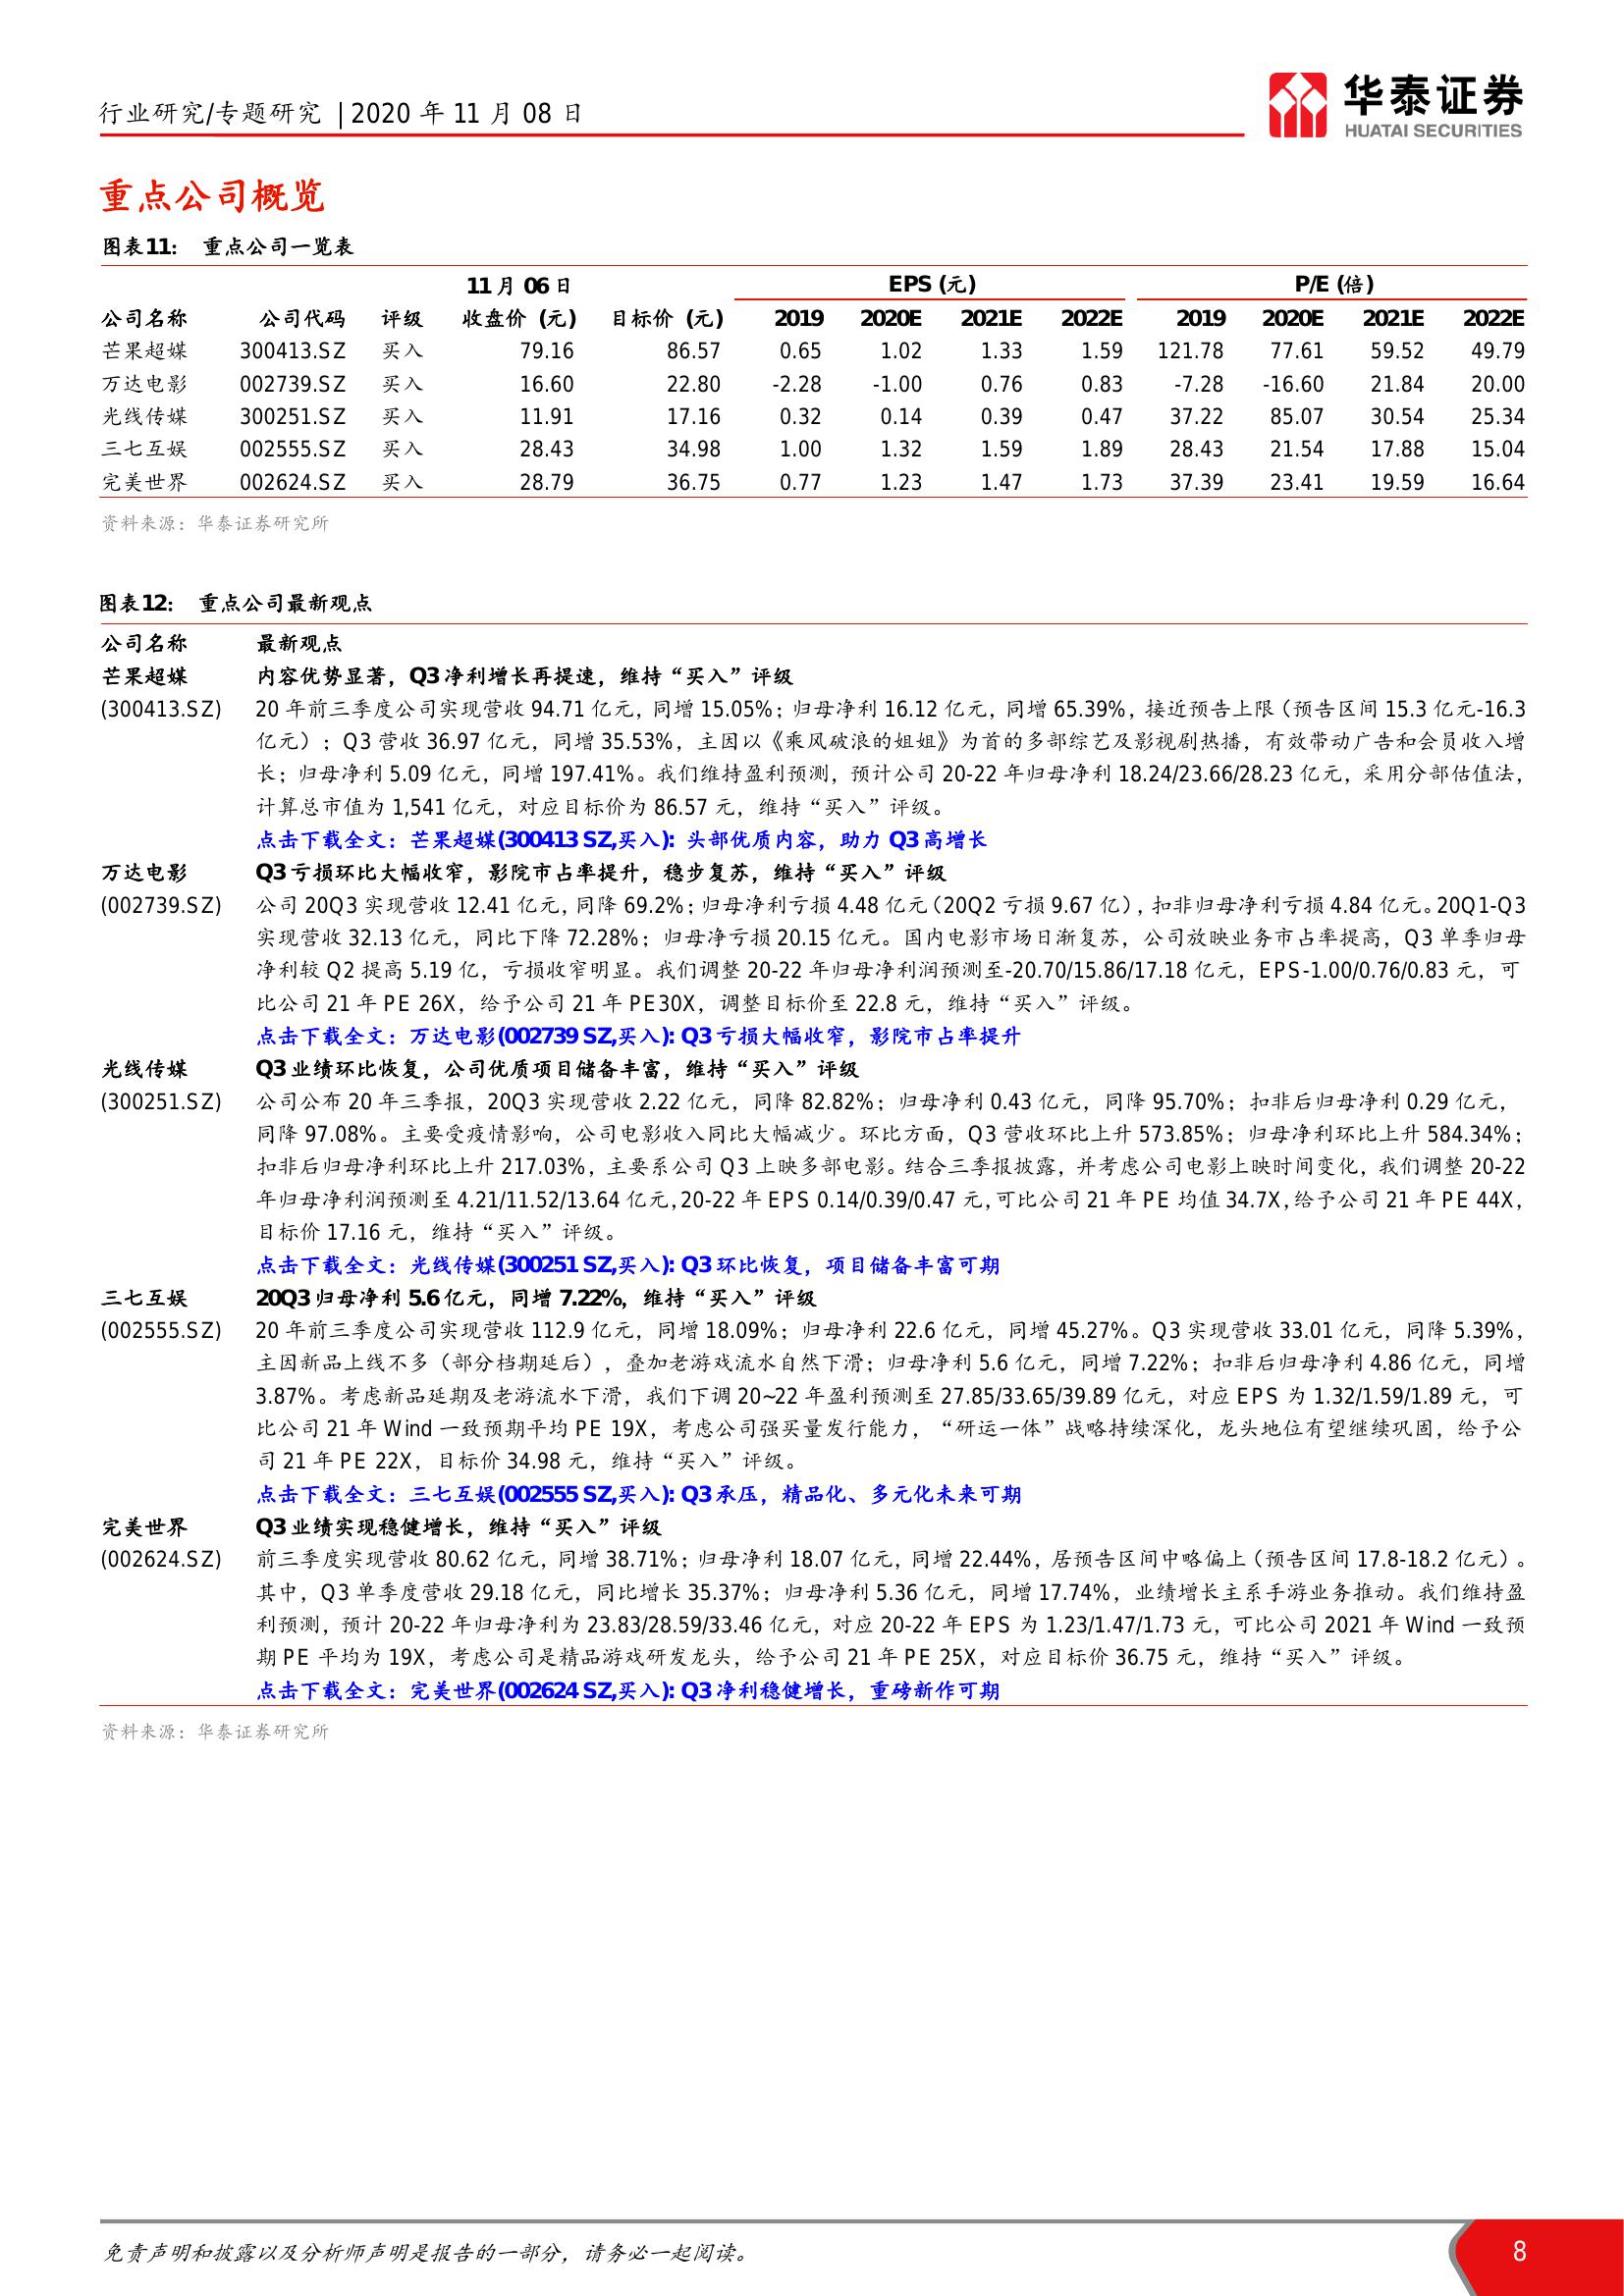 行业研究/专题研究 | 2020 年 11 月 08 日
华泰证券
HUATAI SECURITIES
重点公司概览
图表11： 重点公司一览表
11 月 06 日 EPS (元) P/E (倍)
公司名称 公司代码 评级 收盘价 (元) 目标价 (元) 2019 2020E 2021E 2022E 2019 2020E 2021E 2022E
芒果超媒 300413.SZ 买入 79.16 86.57 0.65 1.02 1.33 1.59 121.78 77.61 59.52 49.79
万达电影 002739.SZ 买入 16.60 22.80 -2.28 -1.00 0.76 0.83 -7.28 -16.60 21.84 20.00
光线传媒 300251.SZ 买入 11.91 17.16 0.32 0.14 0.39 0.47 37.22 85.07 30.54 25.34
三七互娱 002555.SZ 买入 28.43 34.98 1.00 1.32 1.59 1.89 28.43 21.54 17.88 15.04
完美世界 002624.SZ 买入 28.79 36.75 0.77 1.23 1.47 1.73 37.39 23.41 19.59 16.64
资料来源：华泰证券研究所
图表12： 重点公司最新观点
公司名称 最新观点
芒果超媒 内容优势显著，Q3 净利增长再提速，维持“买入”评级
(300413.SZ) 20 年前三季度公司实现营收 94.71 亿元，同增 15.05%；归母净利 16.12 亿元，同增 65.39%，接近预告上限（预告区间 15.3 亿元-16.3
亿元）；Q3 营收 36.97 亿元，同增 35.53%，主因以《乘风破浪的姐姐》为首的多部综艺及影视剧热播，有效带动广告和会员收入增
长；归母净利 5.09 亿元，同增 197.41%。我们维持盈利预测，预计公司 20-22 年归母净利 18.24/23.66/28.23 亿元，采用分部估值法，
计算总市值为 1,541 亿元，对应目标价为 86.57 元，维持“买入”评级。
点击下载全文：芒果超媒(300413 SZ,买入): 头部优质内容，助力 Q3 高增长
万达电影 Q3 亏损环比大幅收窄，影院市占率提升，稳步复苏，维持“买入”评级
(002739.SZ) 公司 20Q3 实现营收 12.41 亿元，同降 69.2%；归母净利亏损 4.48 亿元（20Q2 亏损 9.67 亿），扣非归母净利亏损 4.84 亿元。20Q1-Q3
实现营收 32.13 亿元，同比下降 72.28%；归母净亏损 20.15 亿元。国内电影市场日渐复苏，公司放映业务市占率提高，Q3 单季归母
净利较 Q2 提高 5.19 亿，亏损收窄明显。我们调整 20-22 年归母净利润预测至-20.70/15.86/17.18 亿元，EPS-1.00/0.76/0.83 元，可
比公司 21 年 PE 26X，给予公司 21 年 PE30X，调整目标价至 22.8 元，维持“买入”评级。
点击下载全文：万达电影(002739 SZ,买入): Q3 亏损大幅收窄，影院市占率提升
光线传媒 Q3 业绩环比恢复，公司优质项目储备丰富，维持“买入”评级
(300251.SZ) 公司公布 20 年三季报，20Q3 实现营收 2.22 亿元，同降 82.82%；归母净利 0.43 亿元，同降 95.70%；扣非后归母净利 0.29 亿元，
同降 97.08%。主要受疫情影响，公司电影收入同比大幅减少。环比方面，Q3 营收环比上升 573.85%；归母净利环比上升 584.34%；
扣非后归母净利环比上升 217.03%，主要系公司 Q3 上映多部电影。结合三季报披露，并考虑公司电影上映时间变化，我们调整 20-22
年归母净利润预测至 4.21/11.52/13.64 亿元，20-22 年 EPS 0.14/0.39/0.47 元，可比公司 21 年 PE 均值 34.7X，给予公司 21 年 PE 44X，
目标价 17.16 元，维持“买入”评级。
点击下载全文：光线传媒(300251 SZ,买入): Q3 环比恢复，项目储备丰富可期
三七互娱 20Q3 归母净利 5.6 亿元，同增 7.22%，维持“买入”评级
(002555.SZ) 20 年前三季度公司实现营收 112.9 亿元，同增 18.09%；归母净利 22.6 亿元，同增 45.27%。Q3 实现营收 33.01 亿元，同降 5.39%，
主因新品上线不多（部分档期延后），叠加老游戏流水自然下滑；归母净利 5.6 亿元，同增 7.22%；扣非后归母净利 4.86 亿元，同增
3.87%。考虑新品延期及老游流水下滑，我们下调 20~22 年盈利预测至 27.85/33.65/39.89 亿元，对应 EPS 为 1.32/1.59/1.89 元，可
比公司 21 年 Wind 一致预期平均 PE 19X，考虑公司强买量发行能力，“研运一体”战略持续深化，龙头地位有望继续巩固，给予公
司 21 年 PE 22X，目标价 34.98 元，维持“买入”评级。
点击下载全文：三七互娱(002555 SZ,买入): Q3 承压，精品化、多元化未来可期
完美世界 Q3 业绩实现稳健增长，维持“买入”评级
(002624.SZ) 前三季度实现营收 80.62 亿元，同增 38.71%；归母净利 18.07 亿元，同增 22.44%，居预告区间中略偏上（预告区间 17.8-18.2 亿元）。
其中，Q3 单季度营收 29.18 亿元，同比增长 35.37%；归母净利 5.36 亿元，同增 17.74%，业绩增长主系手游业务推动。我们维持盈
利预测，预计 20-22 年归母净利为 23.83/28.59/33.46 亿元，对应 20-22 年 EPS 为 1.23/1.47/1.73 元，可比公司 2021 年 Wind 一致预
期 PE 平均为 19X，考虑公司是精品游戏研发龙头，给予公司 21 年 PE 25X，对应目标价 36.75 元，维持“买入”评级。
点击下载全文：完美世界(002624 SZ,买入): Q3 净利稳健增长，重磅新作可期
资料来源：华泰证券研究所
免责声明和披露以及分析师声明是报告的一部分，请务必一起阅读。 8